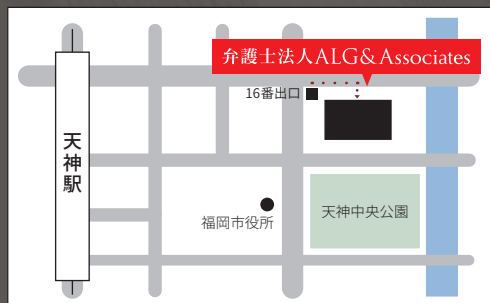 弁護士法人ALG&Associates
16番出口
天神駅
福岡市役所
天神中央公園